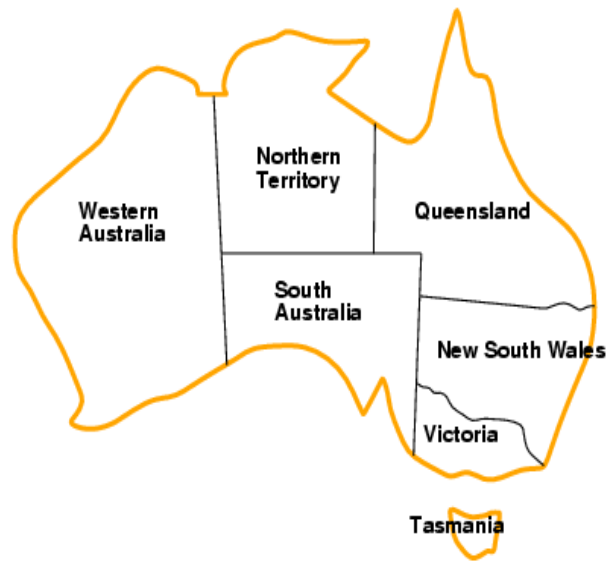 Northern
Territory
Western
Australia
Queensland
South
Australia
New South Wales
Victoria
Tasmania